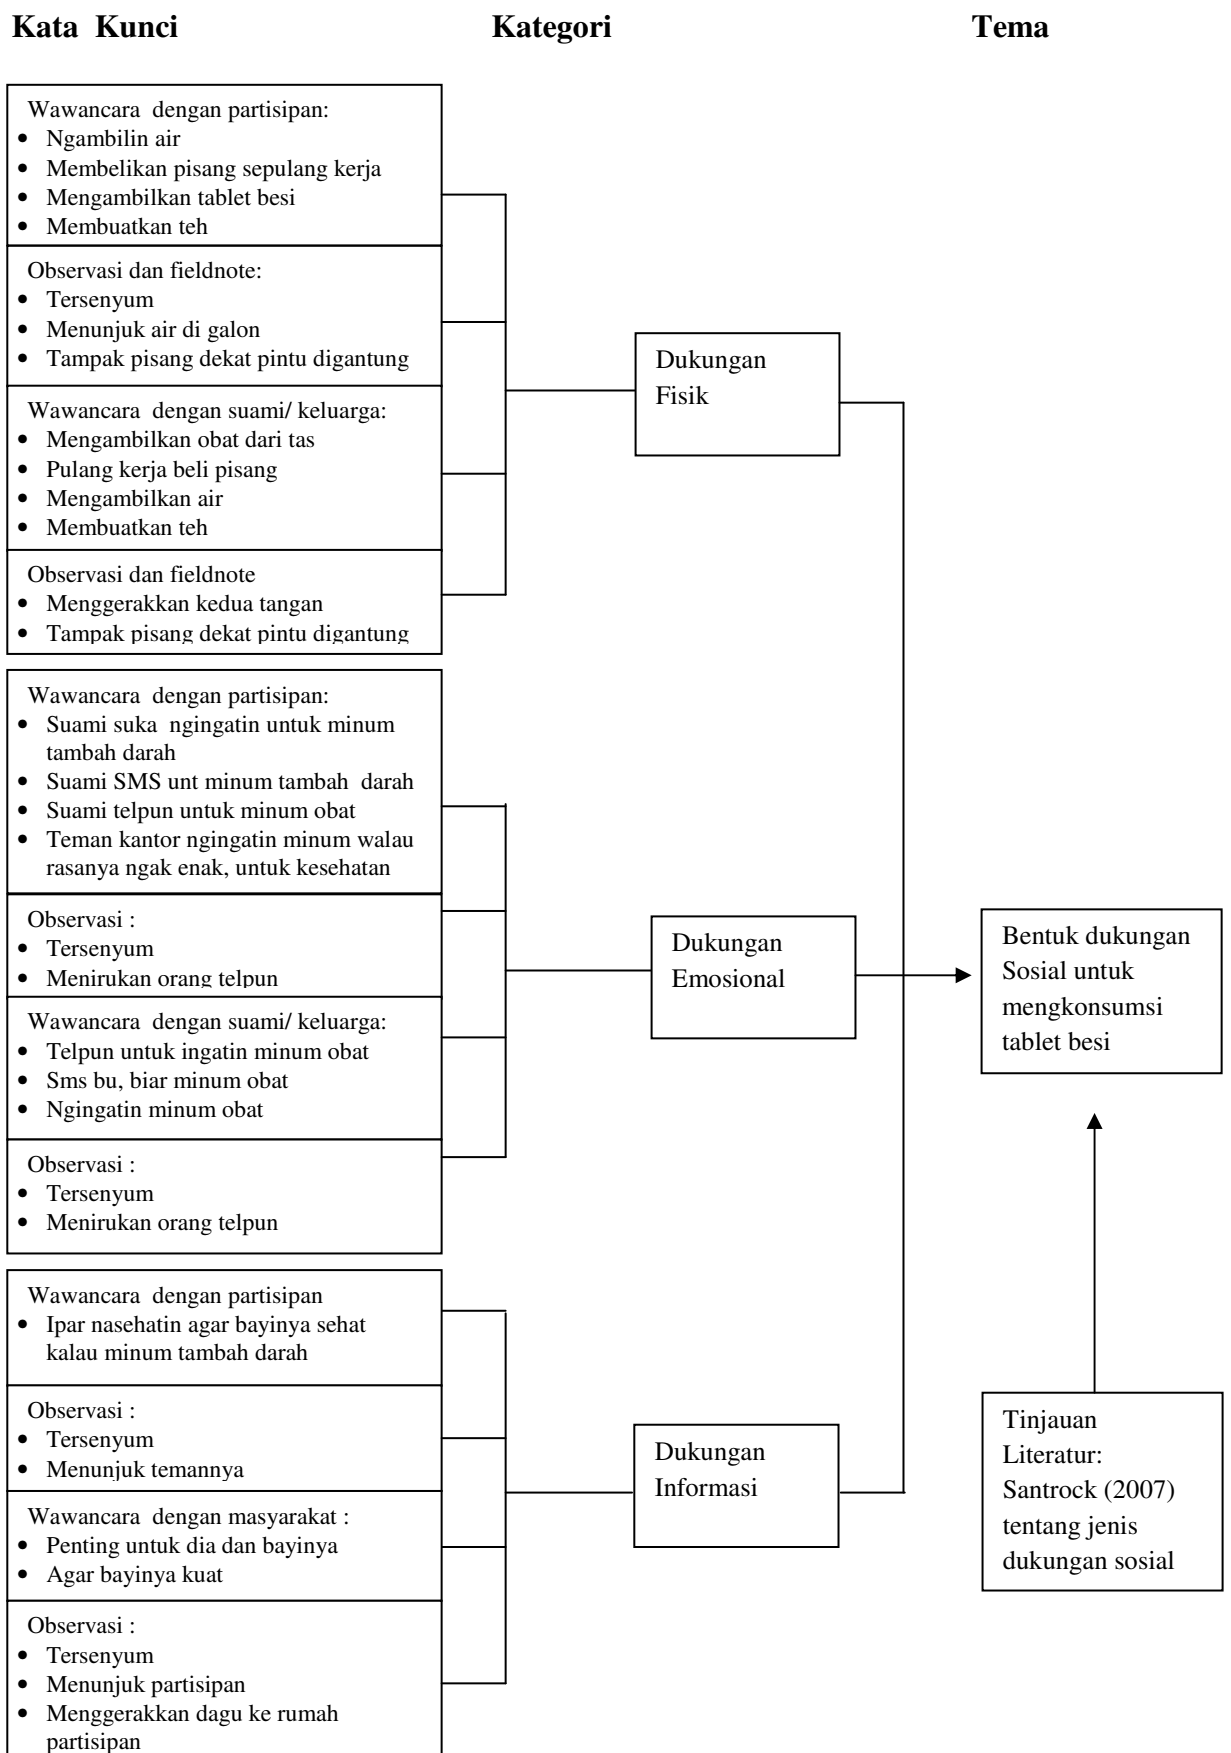 Kata Kunci
Kategori
Tema
Wawancara dengan partisipan:
• Ngambilin air
• Membelikan pisang sepulang kerja
• Mengambilkan tablet besi
• Membuatkan teh
Observasi dan fieldnote:
• Tersenyum
• Menunjuk air di galon
• Tampak pisang dekat pintu digantung
Wawancara dengan suami/ keluarga:
• Mengambilkan obat dari tas
• Pulang kerja beli pisang
• Mengambilkan air
• Membuatkan teh
Observasi dan fieldnote
• Menggerakkan kedua tangan
• Tampak pisang dekat pintu digantung
Dukungan
Fisik
Wawancara dengan partisipan:
• Suami suka ngingatin untuk minum
tambah darah
• Suami SMS unt minum tambah darah
• Suami telpun untuk minum obat
• Teman kantor ngingatin minum walau
rasanya ngak enak, untuk kesehatan
Observasi :
• Tersenyum
• Menirukan orang telpun
Wawancara dengan suami/ keluarga:
• Telpun untuk ingatin minum obat
• Sms bu, biar minum obat
• Ngingatin minum obat
Observasi :
• Tersenyum
• Menirukan orang telpun
Dukungan
Emosional
Wawancara dengan partisipan
• Ipar nasehatin agar bayinya sehat
kalau minum tambah darah
Observasi :
• Tersenyum
• Menunjuk temannya
Wawancara dengan masyarakat :
• Penting untuk dia dan bayinya
• Agar bayinya kuat
Observasi :
• Tersenyum
• Menunjuk partisipan
• Menggerakkan dagu ke rumah
partisipan
Dukungan
Informasi
Bentuk dukungan
Sosial untuk
mengkonsumsi
tablet besi
Tinjauan
Literatur:
Santrock (2007)
tentang jenis
dukungan sosial